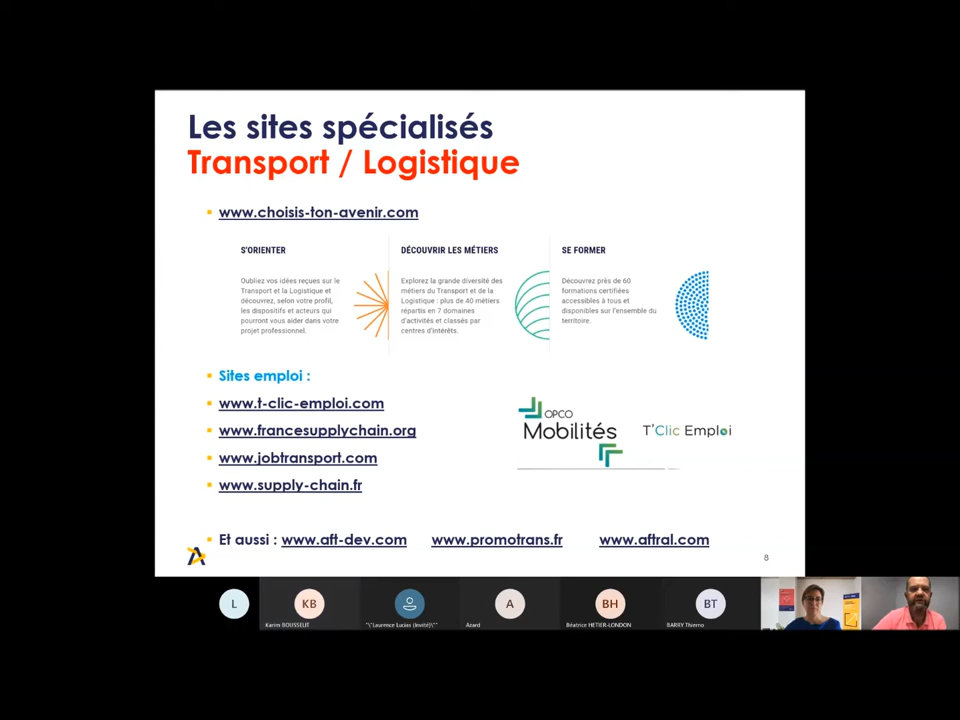 Les sites spécialisés
Transport / Logistique
www.choisis-ton-avenir.com
S'ORIENTER
Oubliez vos idées reçues sur le
Transport et la Logistique et
découvrez, selon votre profil,
les dispositifs et acteurs qui
pourront vous aider dans votre
projet professionnel.
DÉCOUVRIR LES MÉTIERS
Explorez la grande diversité des
métiers du Transport et de la
Logistique : plus de 40 métiers
répartis en 7 domaines
d'activités et classés par
centres d'intérêts.
SE FORMER
Découvrez près de 60
formations certifiées
accessibles à tous et
disponibles sur l'ensemble du
territoire.
Sites emploi :
www.t-clic-emploi.com
www.francesupplychain.org
www.jobtransport.com
www.supply-chain.fr
OPCO
Mobilités
T'Clic Emploi
Et aussi : www.aft-dev.com www.promotrans.fr www.aftral.com
8
L
KB
A
BH
BT
Karim BOUSSELIT
"\"Laurence Lucias (Invité)\""
Azard
Béatrice HETIER-LONDON
BARRY Thierno